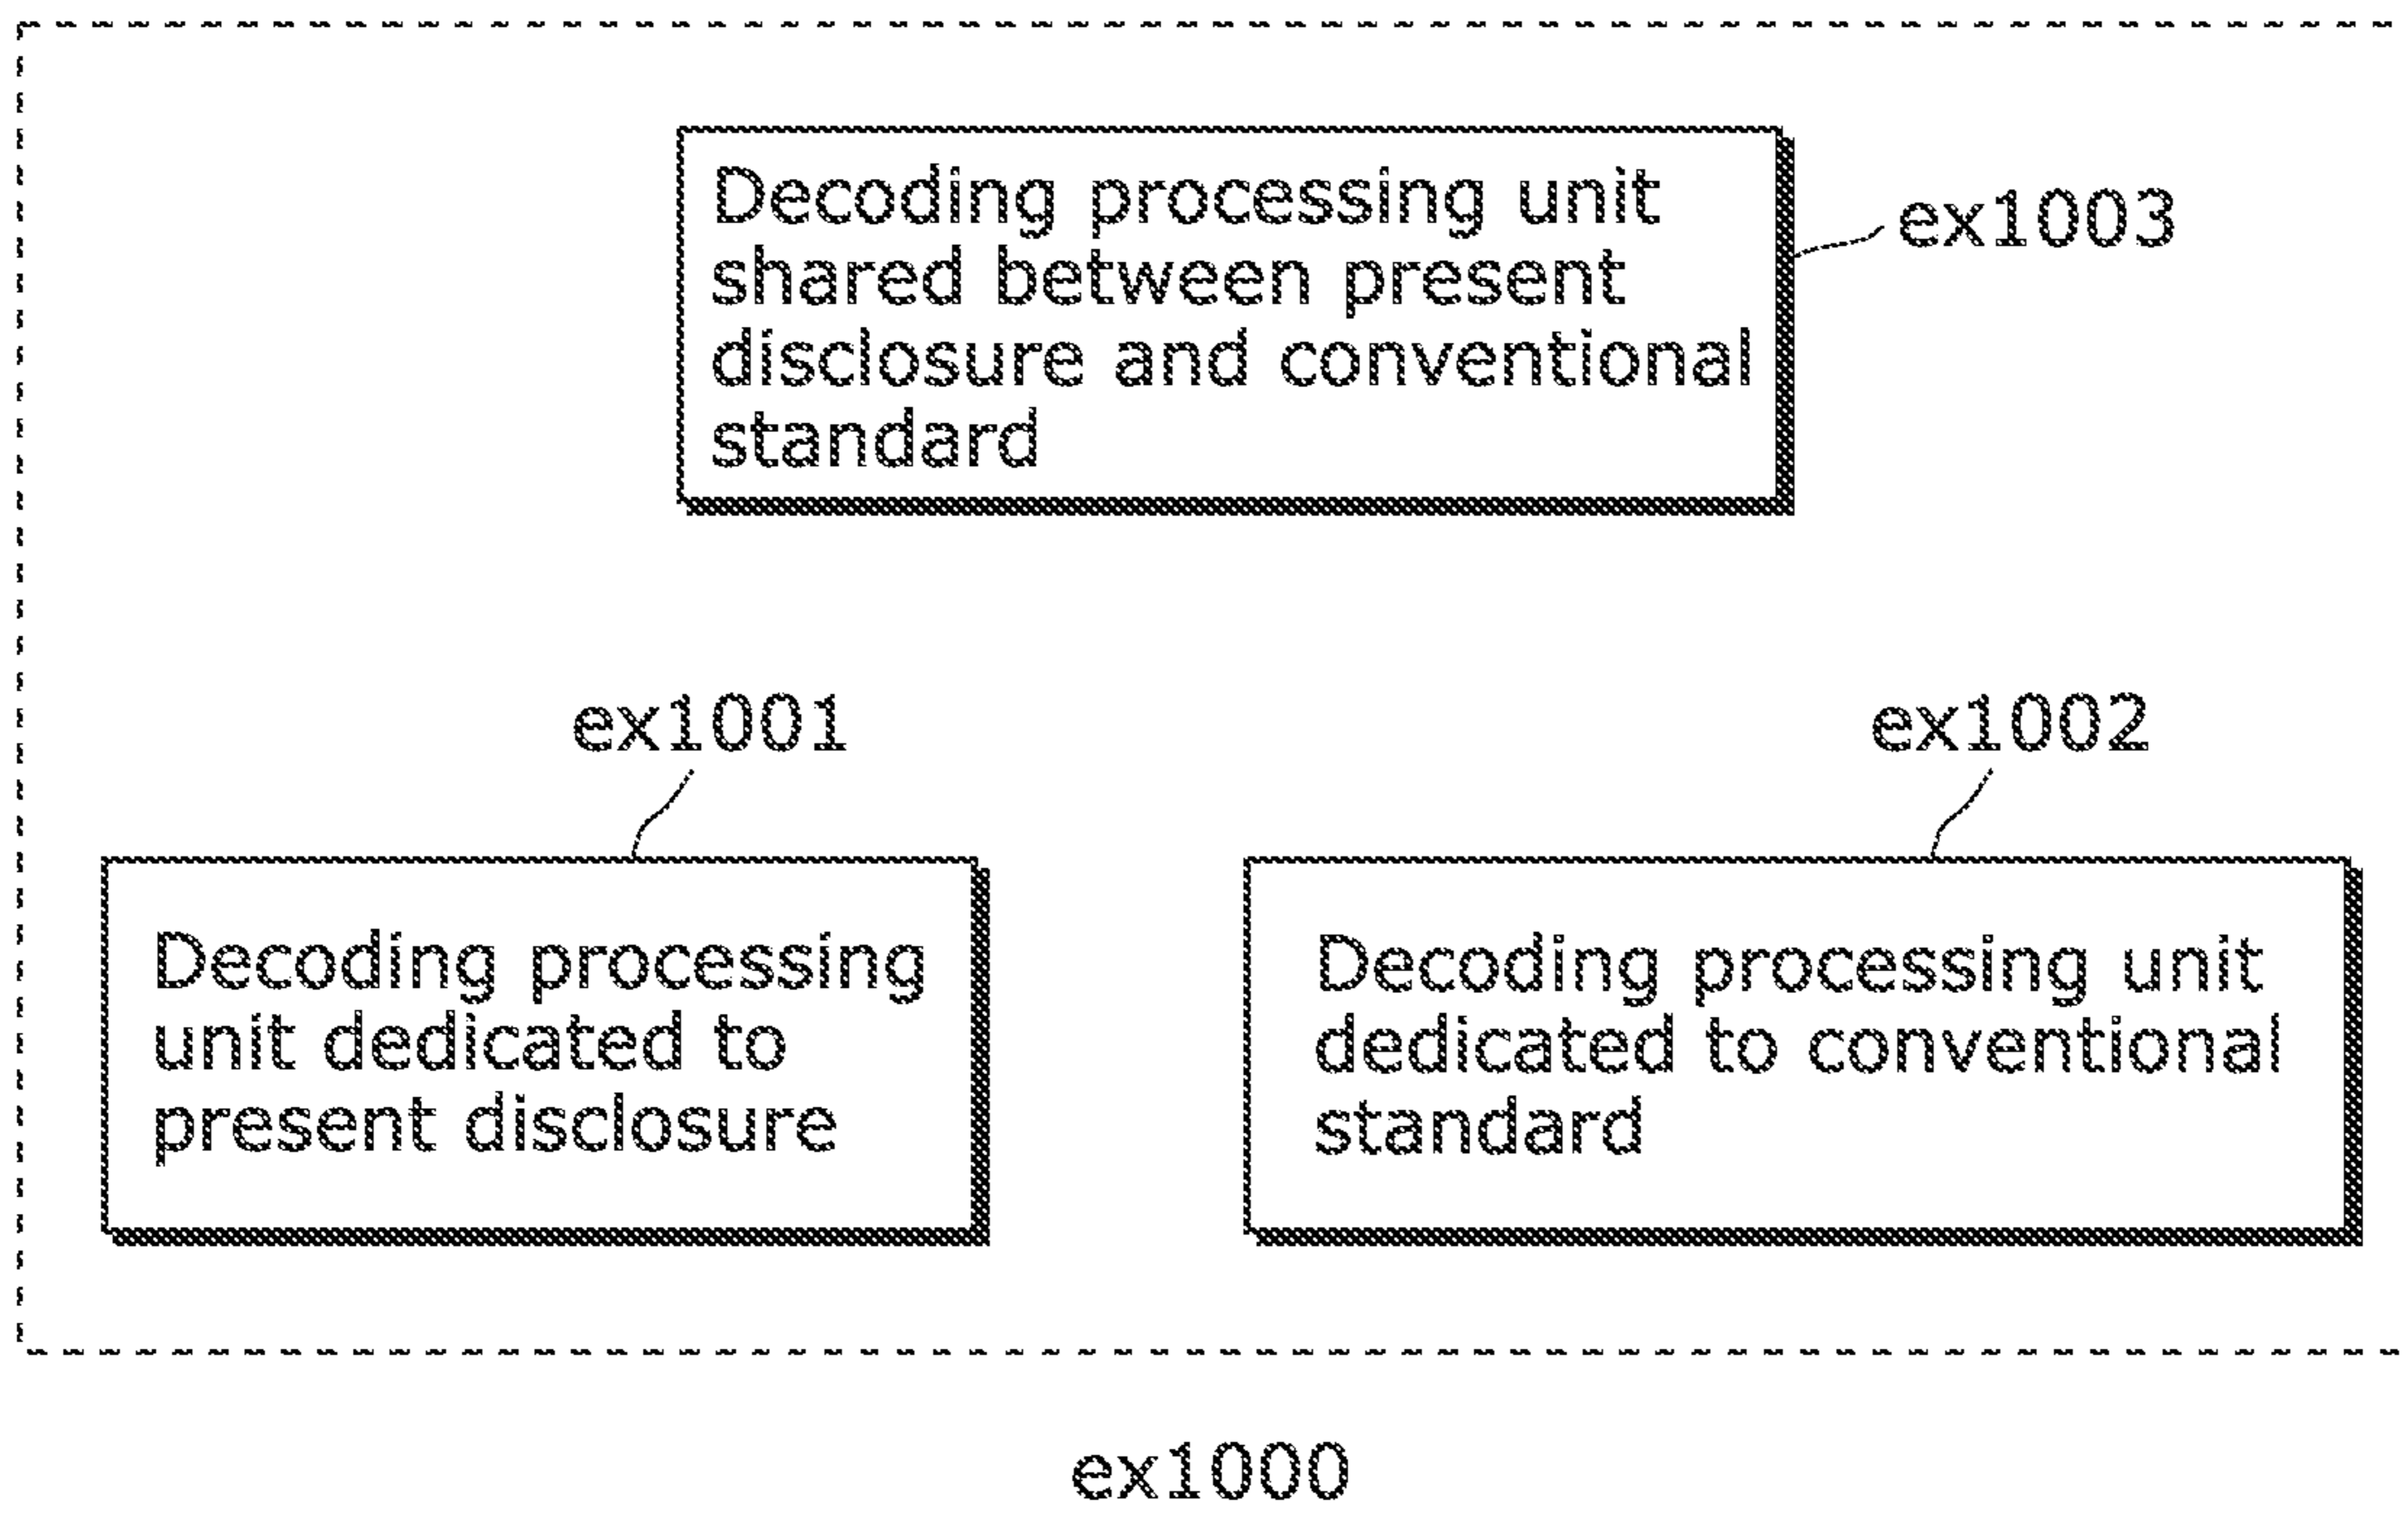 Decoding processing unit
shared between present
disclosure and conventional
standard
ex1003
ex1001
ex1002
Decoding processing
unit dedicated to
present disclosure
Decoding processing unit
dedicated to conventional
standard
ex1000